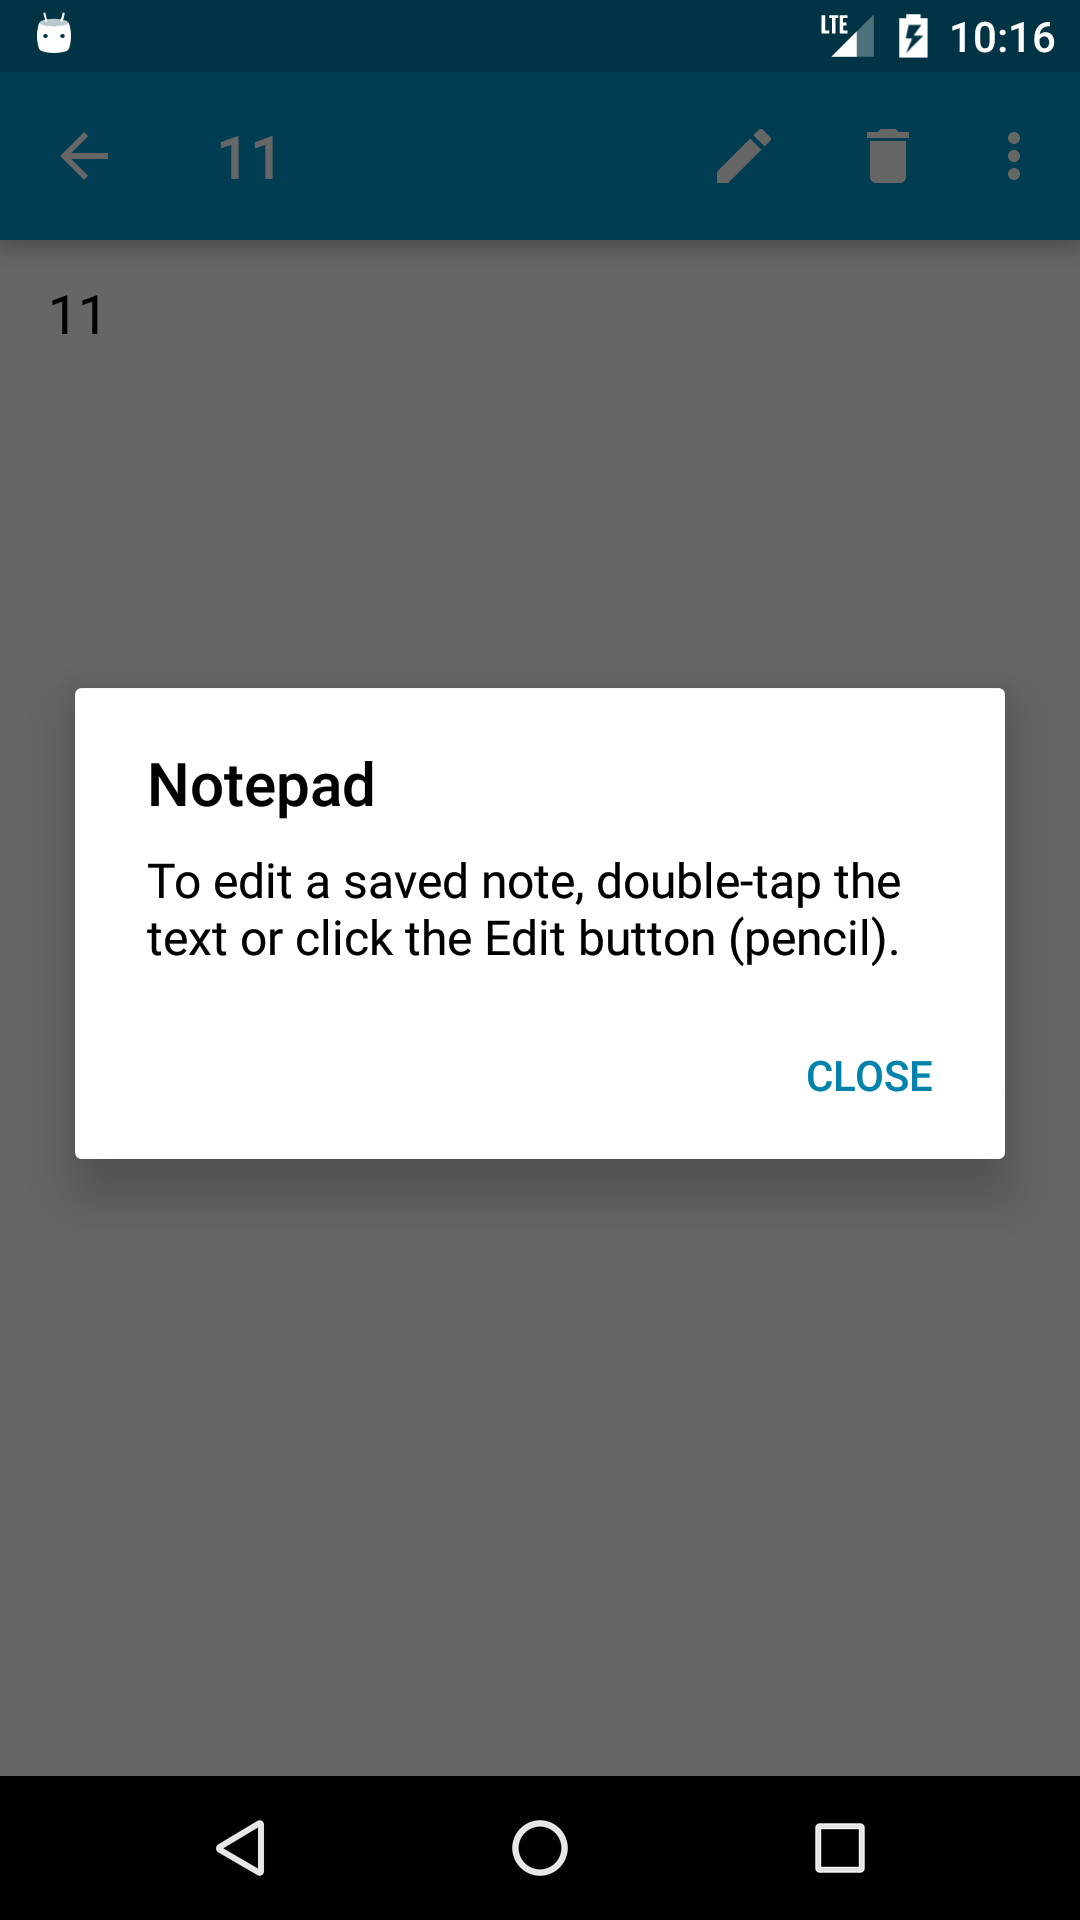 LTE 10:16
11
11
Notepad
To edit a saved note, double-tap the
text or click the Edit button (pencil).
CLOSE